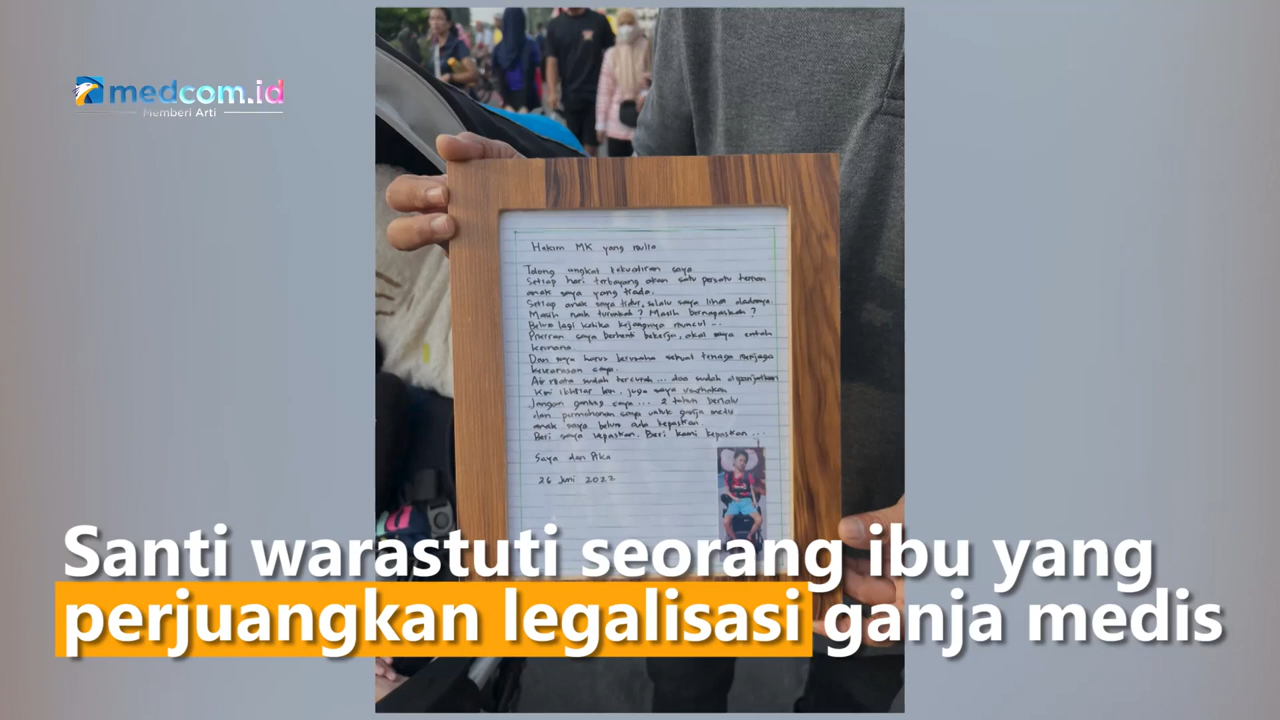 medcom.id
Memberi Arti
Hakim MK yang mulia
Tolong angkat kekuatiran saya
Setiap hari terbayang akan satu persatu teman
anak saya yang tiada.
Setiap anak saya tidur, selalu saya lihat dadanya.
Masih naik turunkah? Masih bernapaskah?
Belum lagi ketika kejangnya muncul ...
Pikiran saya berhenti bekerja, akal saya entah
kemana.
Dan saya harus berusaha sekuat tenaga menjaga
kewarasan saya.
Air mata sudah tercurah ... doa sudah dipanjatkan
Kini ikhtiar lain juga saya usahakan
Jangan gantung saya ... 2 tahun berlalu
dan permohonan saya untuk ganja medis
anak saya belum ada kepastian.
Beri saya kepastian. Beri kami kepastian ...
Saya dan Pika
26 Juni 2022
Santi warastuti seorang ibu yang
perjuangkan legalisasi ganja medis